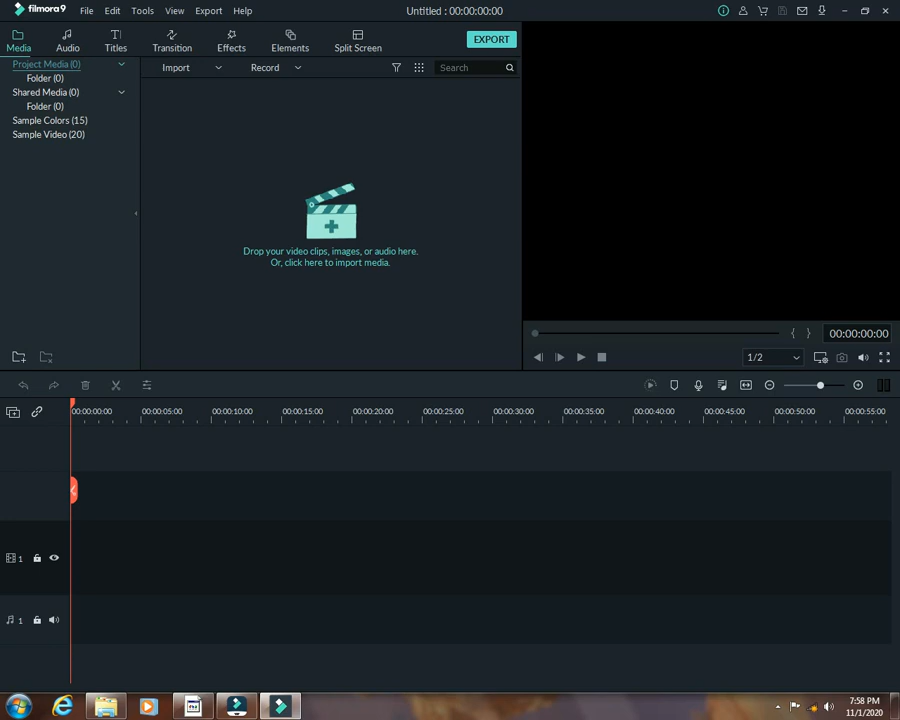 filmora 9 File Edit Tools View Export Help Untitled : 00:00:00:00
Media Audio Titles Transition Effects Elements Split Screen EXPORT
Project Media (0)
Folder (0)
Shared Media (0)
Folder (0)
Sample Colors (15)
Sample Video (20)
Import Record Search
Drop your video clips, images, or audio here.
Or, click here to import media.
00:00:00:00
1/2
00:00:00:00 00:00:05:00 00:00:10:00 00:00:15:00 00:00:20:00 00:00:25:00 00:00:30:00 00:00:35:00 00:00:40:00 00:00:45:00 00:00:50:00 00:00:55:00
1
1
7:58 PM
11/1/2020